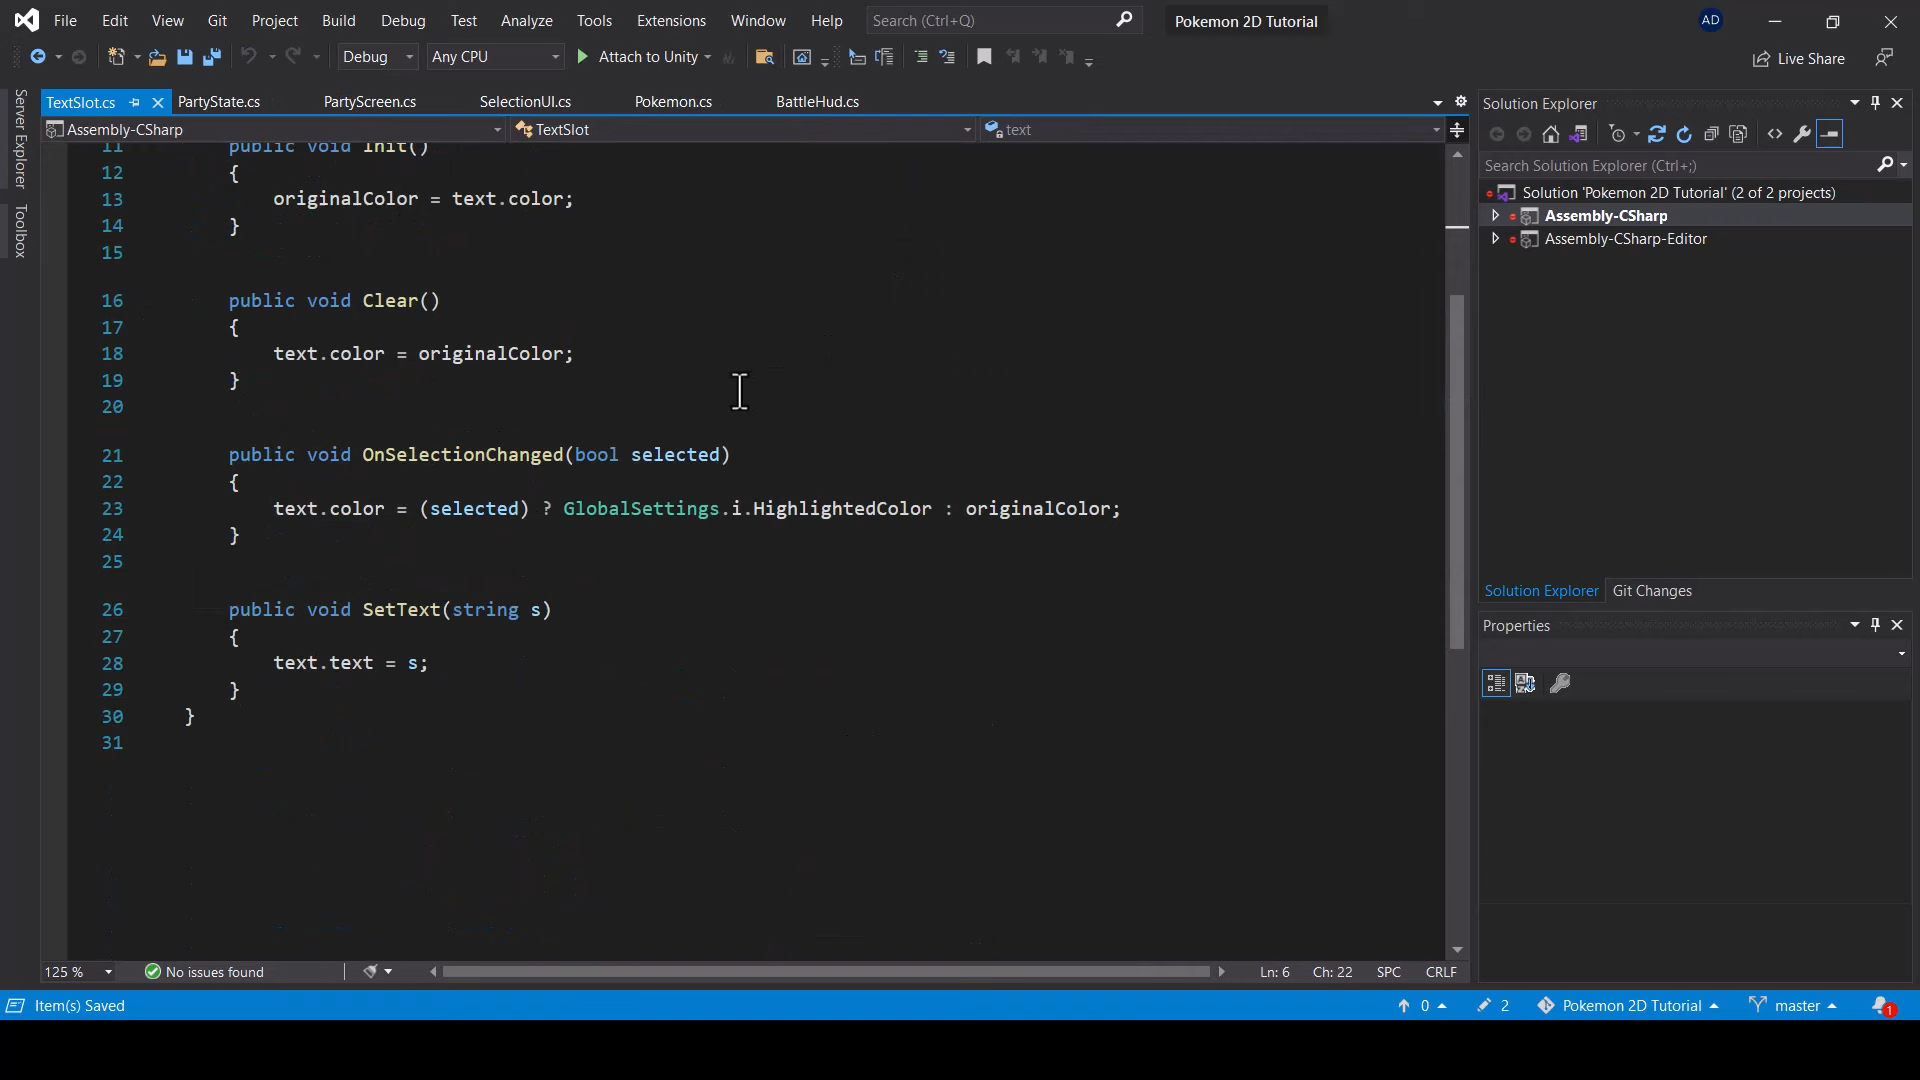 File Edit View Git Project Build Debug Test Analyze Tools Extensions Window Help Search (Ctrl+Q) Pokemon 2D Tutorial AD
Debug Any CPU Attach to Unity Live Share
Server Explorer
Toolbox
TextSlot.cs PartyState.cs PartyScreen.cs SelectionUI.cs Pokemon.cs BattleHud.cs
Assembly-CSharp TextSlot text
11 public void Init()
12 {
13 originalColor = text.color;
14 }
15
16 public void Clear()
17 {
18 text.color = originalColor;
19 }
20
21 public void OnSelectionChanged(bool selected)
22 {
23 text.color = (selected) ? GlobalSettings.i.HighlightedColor : originalColor;
24 }
25
26 public void SetText(string s)
27 {
28 text.text = s;
29 }
30 }
31
125 % No issues found Ln: 6 Ch: 22 SPC CRLF
Solution Explorer
Search Solution Explorer (Ctrl+;)
Solution 'Pokemon 2D Tutorial' (2 of 2 projects)
Assembly-CSharp
Assembly-CSharp-Editor
Solution Explorer Git Changes
Properties
Item(s) Saved 0 2 Pokemon 2D Tutorial master 1